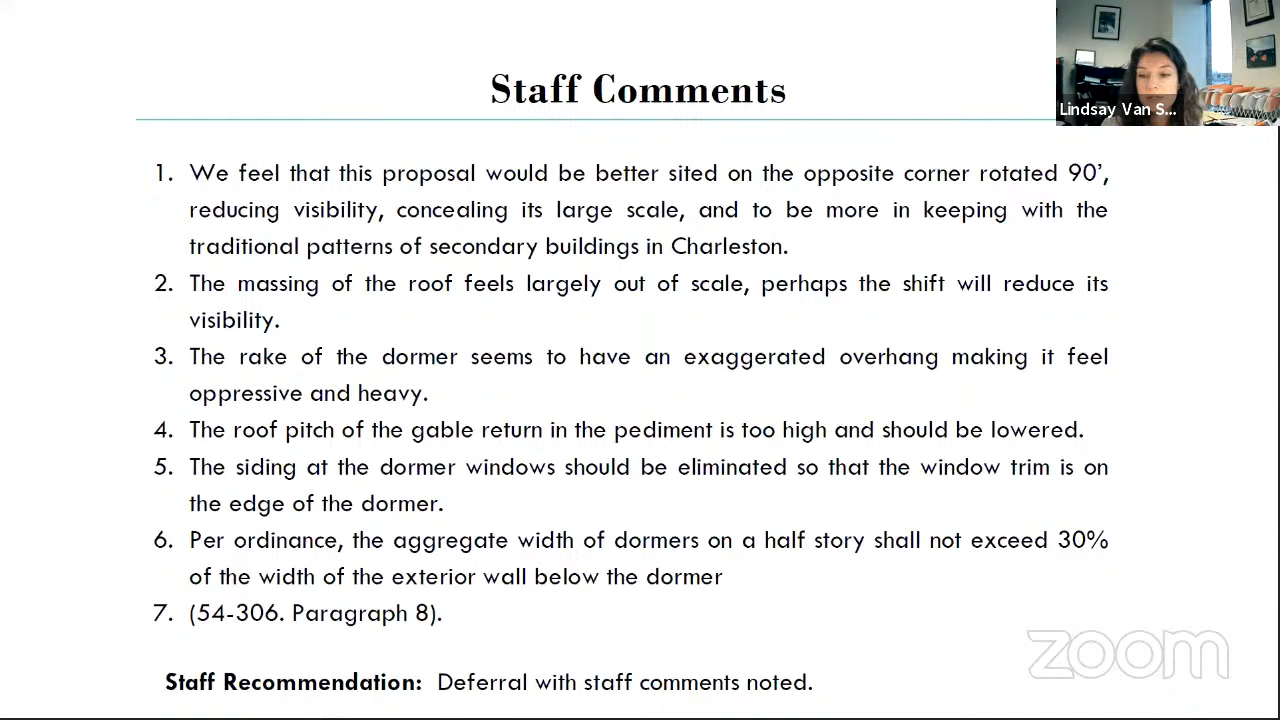 Staff Comments
Lindsay Van S...
1. We feel that this proposal would be better sited on the opposite corner rotated 90’,
reducing visibility, concealing its large scale, and to be more in keeping with the
traditional patterns of secondary buildings in Charleston.
2. The massing of the roof feels largely out of scale, perhaps the shift will reduce its
visibility.
3. The rake of the dormer seems to have an exaggerated overhang making it feel
oppressive and heavy.
4. The roof pitch of the gable return in the pediment is too high and should be lowered.
5. The siding at the dormer windows should be eliminated so that the window trim is on
the edge of the dormer.
6. Per ordinance, the aggregate width of dormers on a half story shall not exceed 30%
of the width of the exterior wall below the dormer
7. (54-306. Paragraph 8).
zoom
Staff Recommendation: Deferral with staff comments noted.